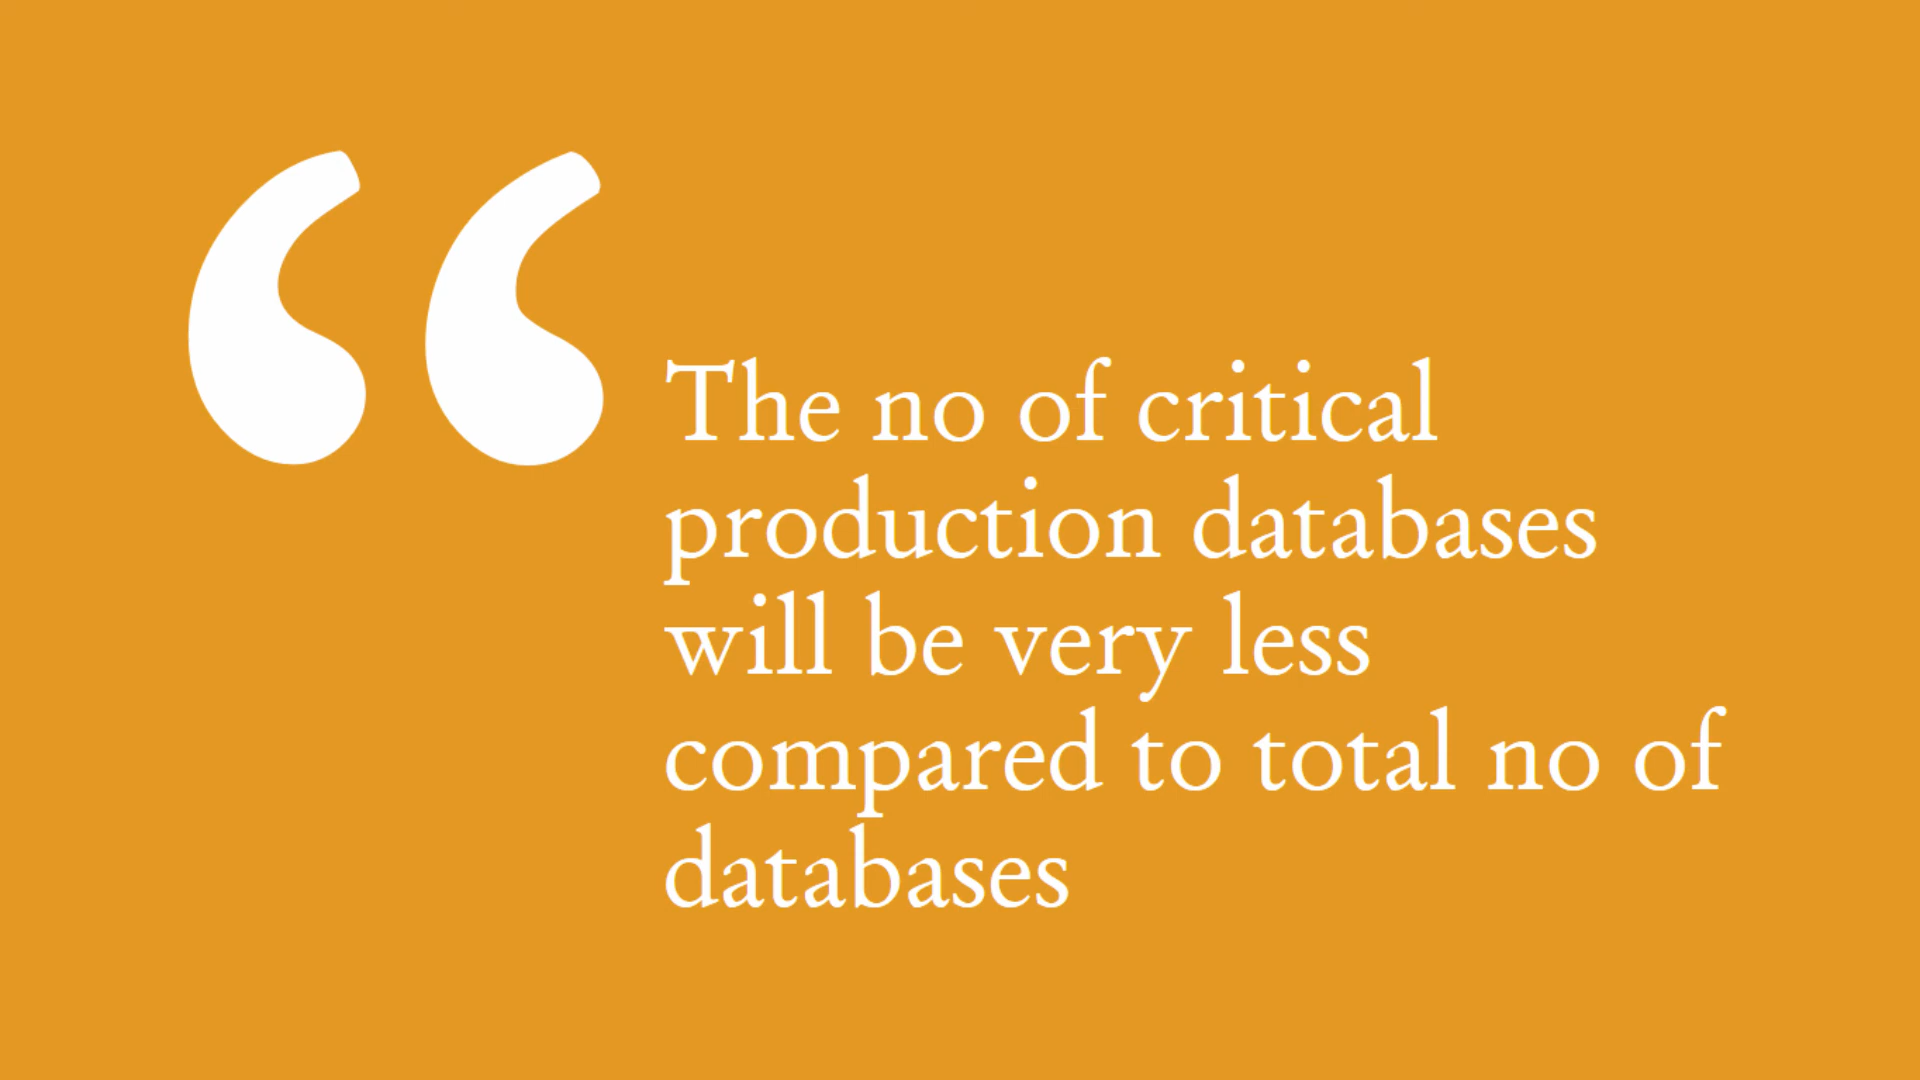 The no of critical
production databases
will be very less
compared to total no of
databases